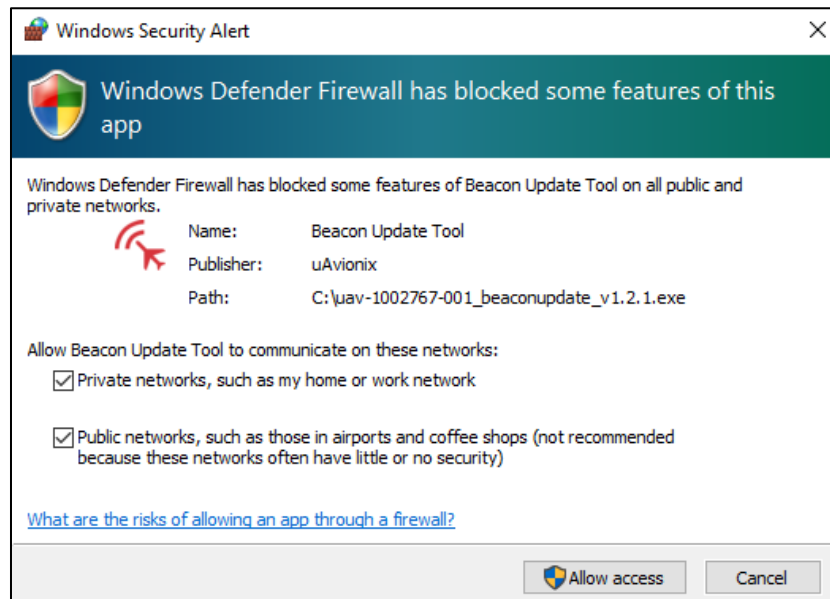 Windows Security Alert
Windows Defender Firewall has blocked some features of this
app
Windows Defender Firewall has blocked some features of Beacon Update Tool on all public and
private networks.
Name: Beacon Update Tool
Publisher: uAvionix
Path: C:\uav-1002767-001_beaconupdate_v1.2.1.exe
Allow Beacon Update Tool to communicate on these networks:
Private networks, such as my home or work network
Public networks, such as those in airports and coffee shops (not recommended
because these networks often have little or no security)
What are the risks of allowing an app through a firewall?
Allow access Cancel